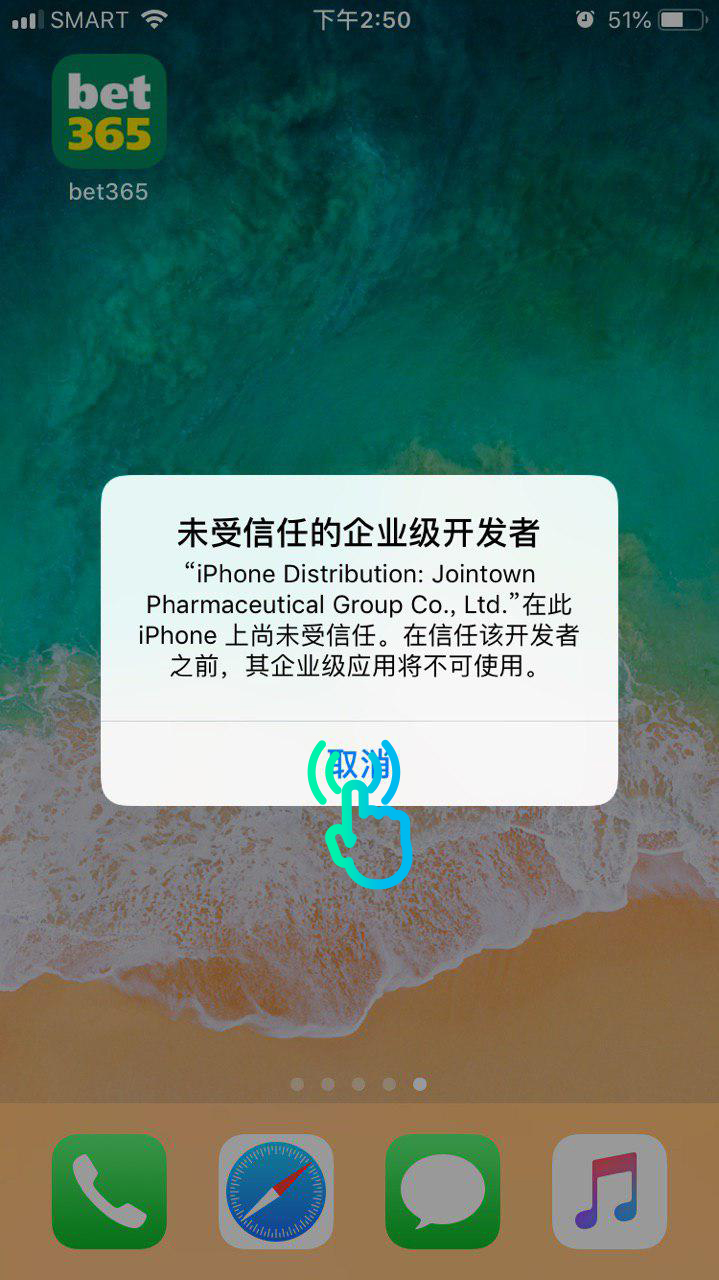 SMART 下午2:50 51%
bet
365
bet365
未受信任的企业级开发者
“iPhone Distribution: Jointown
Pharmaceutical Group Co., Ltd.”在此
iPhone 上尚未受信任。在信任该开发者
之前，其企业级应用将不可使用。
取消